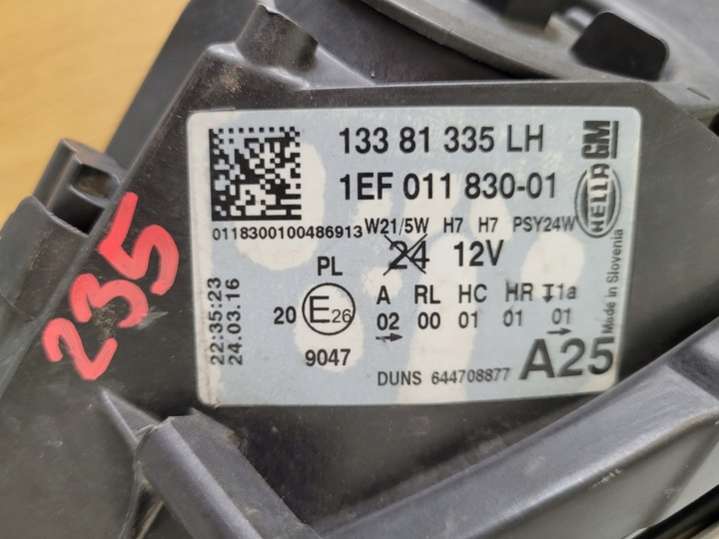 13 381 335 LH
1EF 011 830-01
GM
HELLA
0118300100486913
W21/5W H7 H7 PSY24W
24 12V
PL
A RL HC HR 1a
20 E26 02 00 01 01 01
9047
22:35:23
24.03.16
DUNS 644708877
A25
Made in Slovenia
235